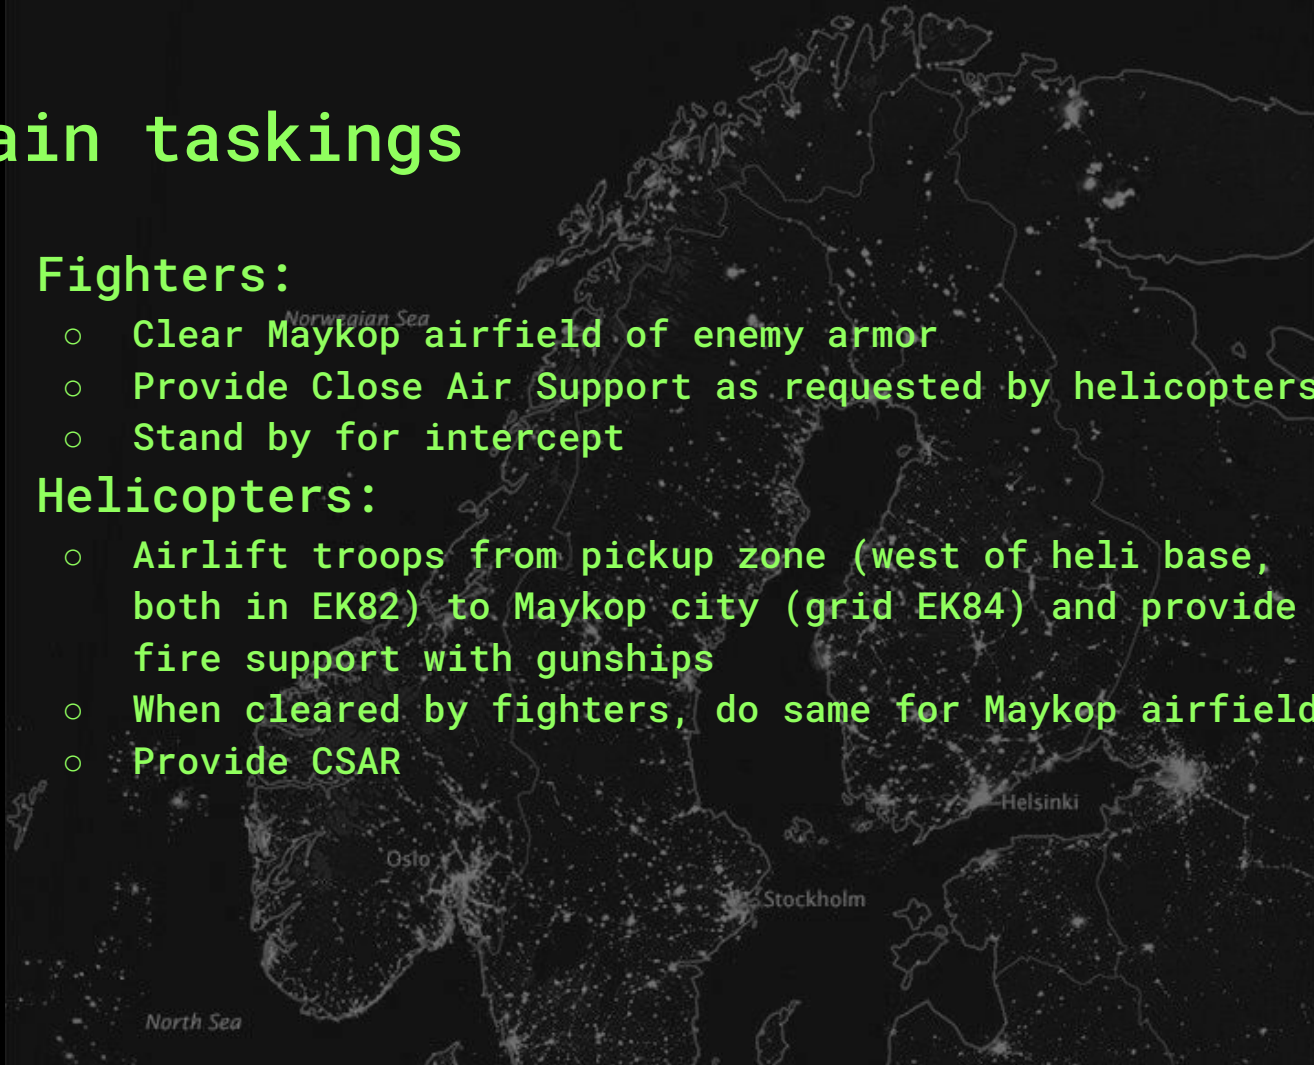 ain taskings
Fighters:
Norwegian Sea
○ Clear Maykop airfield of enemy armor
○ Provide Close Air Support as requested by helicopters
○ Stand by for intercept
Helicopters:
○ Airlift troops from pickup zone (west of heli base,
both in EK82) to Maykop city (grid EK84) and provide
fire support with gunships
○ When cleared by fighters, do same for Maykop airfield
○ Provide CSAR
Helsinki
Oslo
Stockholm
North Sea